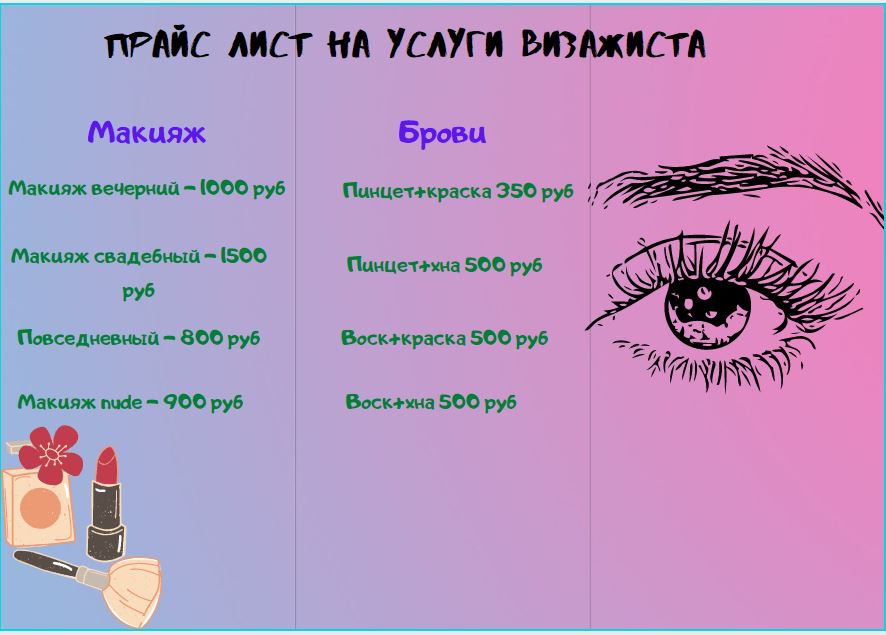 ПРАЙС ЛИСТ НА УСЛУГИ ВИЗАЖИСТА
Макияж
Макияж вечерний - 1000 руб
Макияж свадебный - 1500
руб
Повседневный - 800 руб
Макияж nude - 900 руб
Брови
Пинцет+краска 350 руб
Пинцет+хна 500 руб
Воск+краска 500 руб
Воск+хна 500 руб